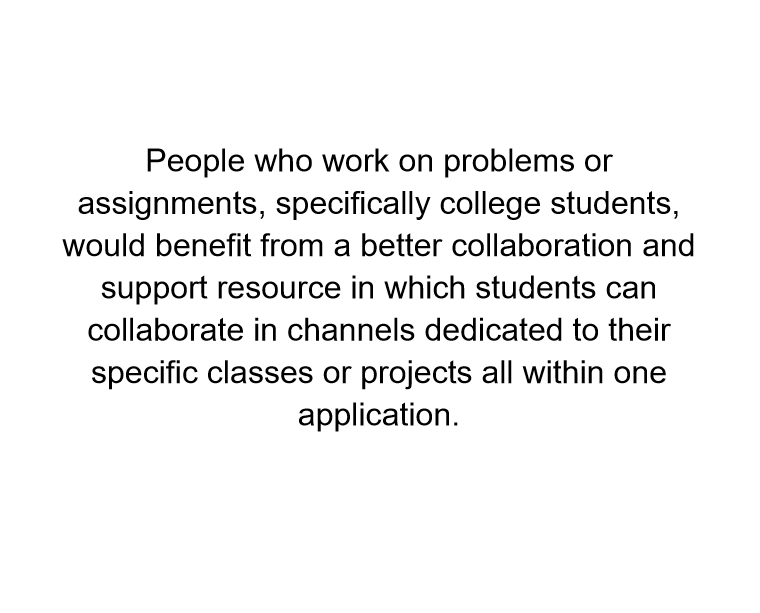 People who work on problems or
assignments, specifically college students,
would benefit from a better collaboration and
support resource in which students can
collaborate in channels dedicated to their
specific classes or projects all within one
application.